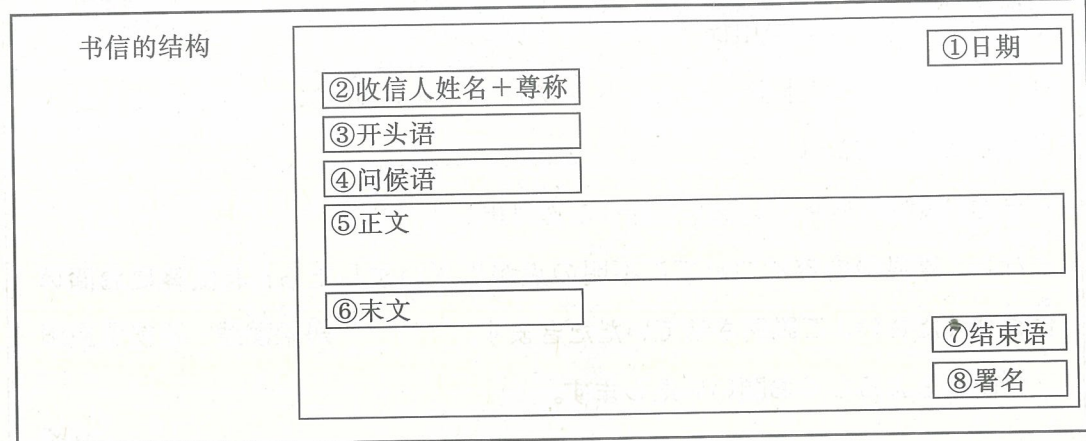 书信的结构
①日期
②收信人姓名＋尊称
③开头语
④问候语
⑤正文
⑥末文
⑦结束语
⑧署名